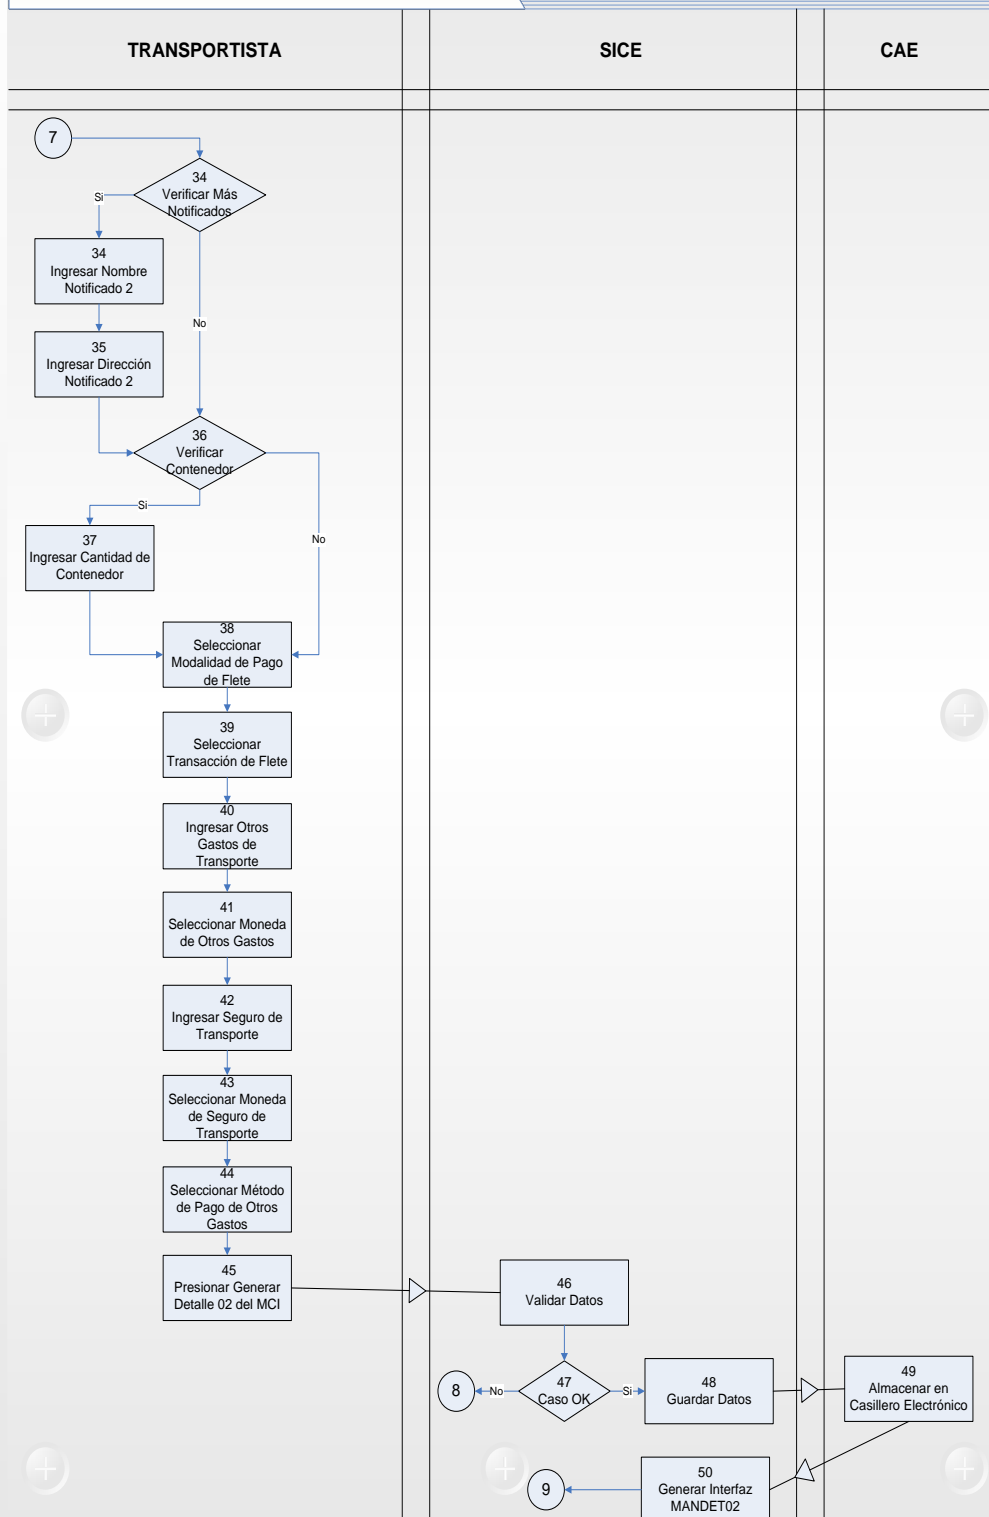 TRANSPORTISTA
SICE
CAE
7
34
Verificar Más
Notificados
Si
No
34
Ingresar Nombre
Notificado 2
35
Ingresar Dirección
Notificado 2
36
Verificar
Contenedor
Si
No
37
Ingresar Cantidad de
Contenedor
38
Seleccionar
Modalidad de Pago
de Flete
39
Seleccionar
Transacción de Flete
40
Ingresar Otros
Gastos de
Transporte
41
Seleccionar Moneda
de Otros Gastos
42
Ingresar Seguro de
Transporte
43
Seleccionar Moneda
de Seguro de
Transporte
44
Seleccionar Método
de Pago de Otros
Gastos
45
Presionar Generar
Detalle 02 del MCI
46
Validar Datos
47
Caso OK
No
8
Si
48
Guardar Datos
49
Almacenar en
Casillero Electrónico
50
Generar Interfaz
MANDET02
9